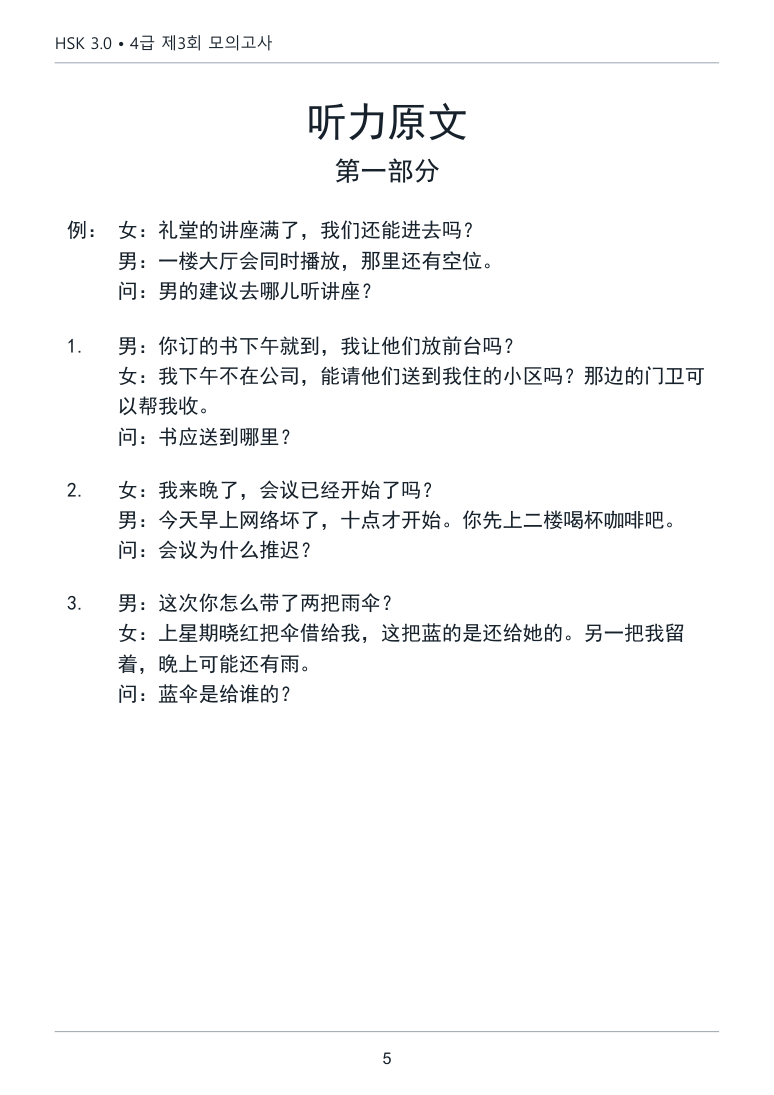 HSK 3.0 • 4급 제3회 모의고사
听力原文
第一部分
例： 女：礼堂的讲座满了，我们还能进去吗？
男：一楼大厅会同时播放，那里还有空位。
问：男的建议去哪儿听讲座？
1. 男：你订的书下午就到，我让他们放前台吗？
女：我下午不在公司，能请他们送到我住的小区吗？那边的门卫可
以帮我收。
问：书应送到哪里？
2. 女：我来晚了，会议已经开始了吗？
男：今天早上网络坏了，十点才开始。你先上二楼喝杯咖啡吧。
问：会议为什么推迟？
3. 男：这次你怎么带了两把雨伞？
女：上星期晓红把伞借给我，这把蓝的是还给她的。另一把我留
着，晚上可能还有雨。
问：蓝伞是给谁的？
5